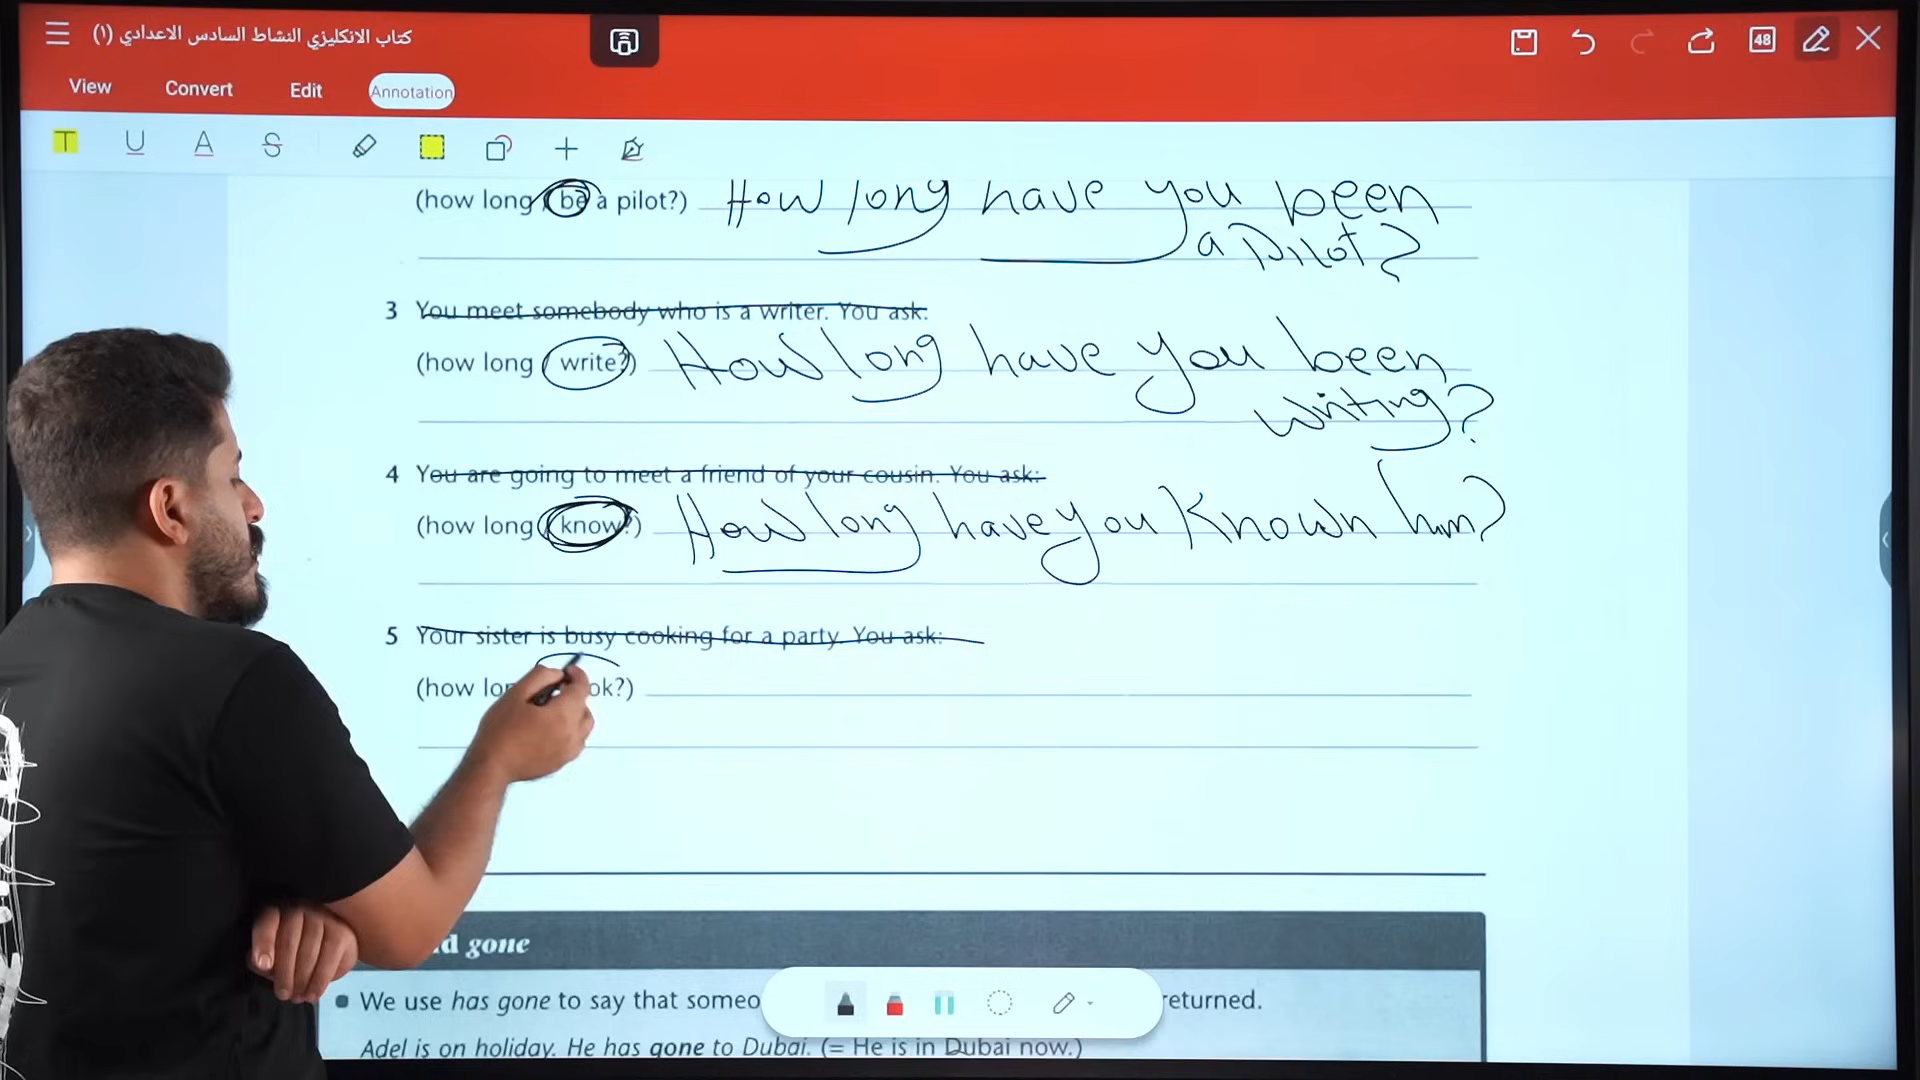 كتاب الانكليزي النشاط السادس الاعدادي (١)
48
View Convert Edit Annotation
T U A S
(how long / be a pilot?) How long have you been
a Pilot?
3 You meet somebody who is a writer. You ask:
(how long / write?) How long have you been
writing?
4 You are going to meet a friend of your cousin. You ask:
(how long / know?) How long have you Known him?
5 Your sister is busy cooking for a party. You ask:
(how
gone
We use has gone to say that returned.
Adel is on holiday. He has gone to Dubai. (= He is in Dubai now.)